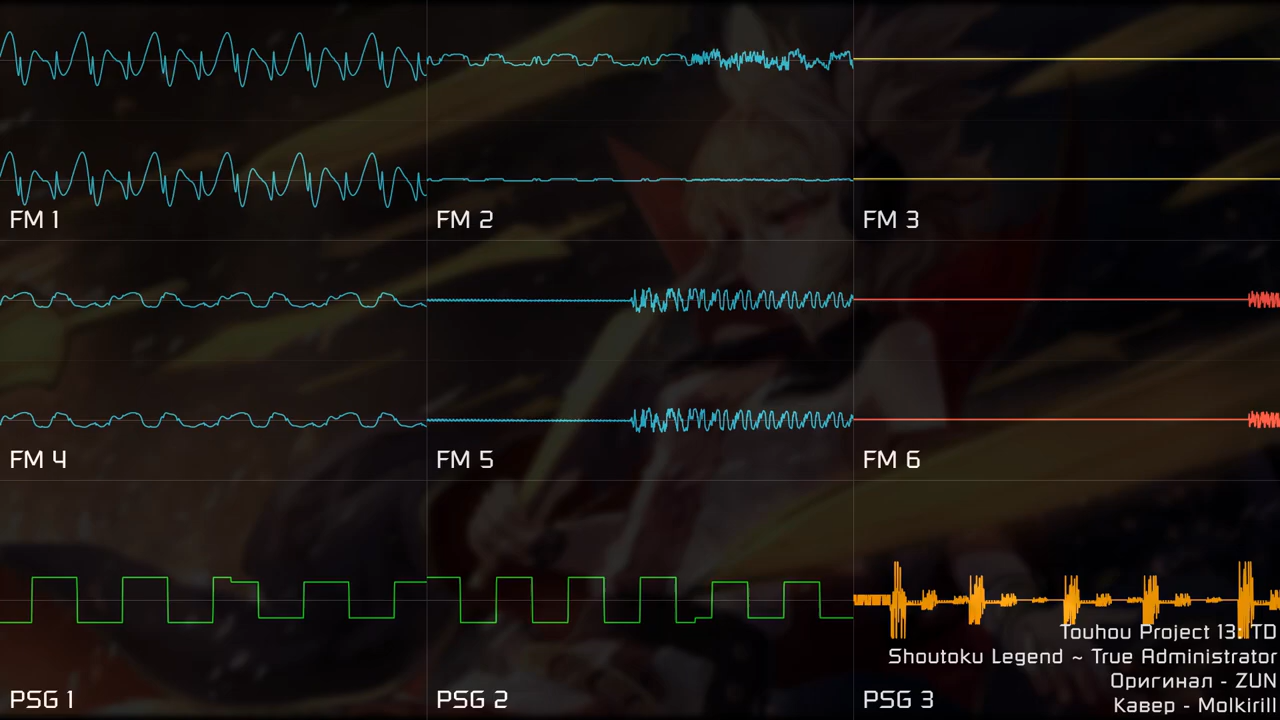 FM 1
FM 2
FM 3
FM 4
FM 5
FM 6
PSG 1
PSG 2
PSG 3
Touhou Project 13: TD
Shoutoku Legend ~ True Administrator
Оригинал - ZUN
Кавер - Molkirill